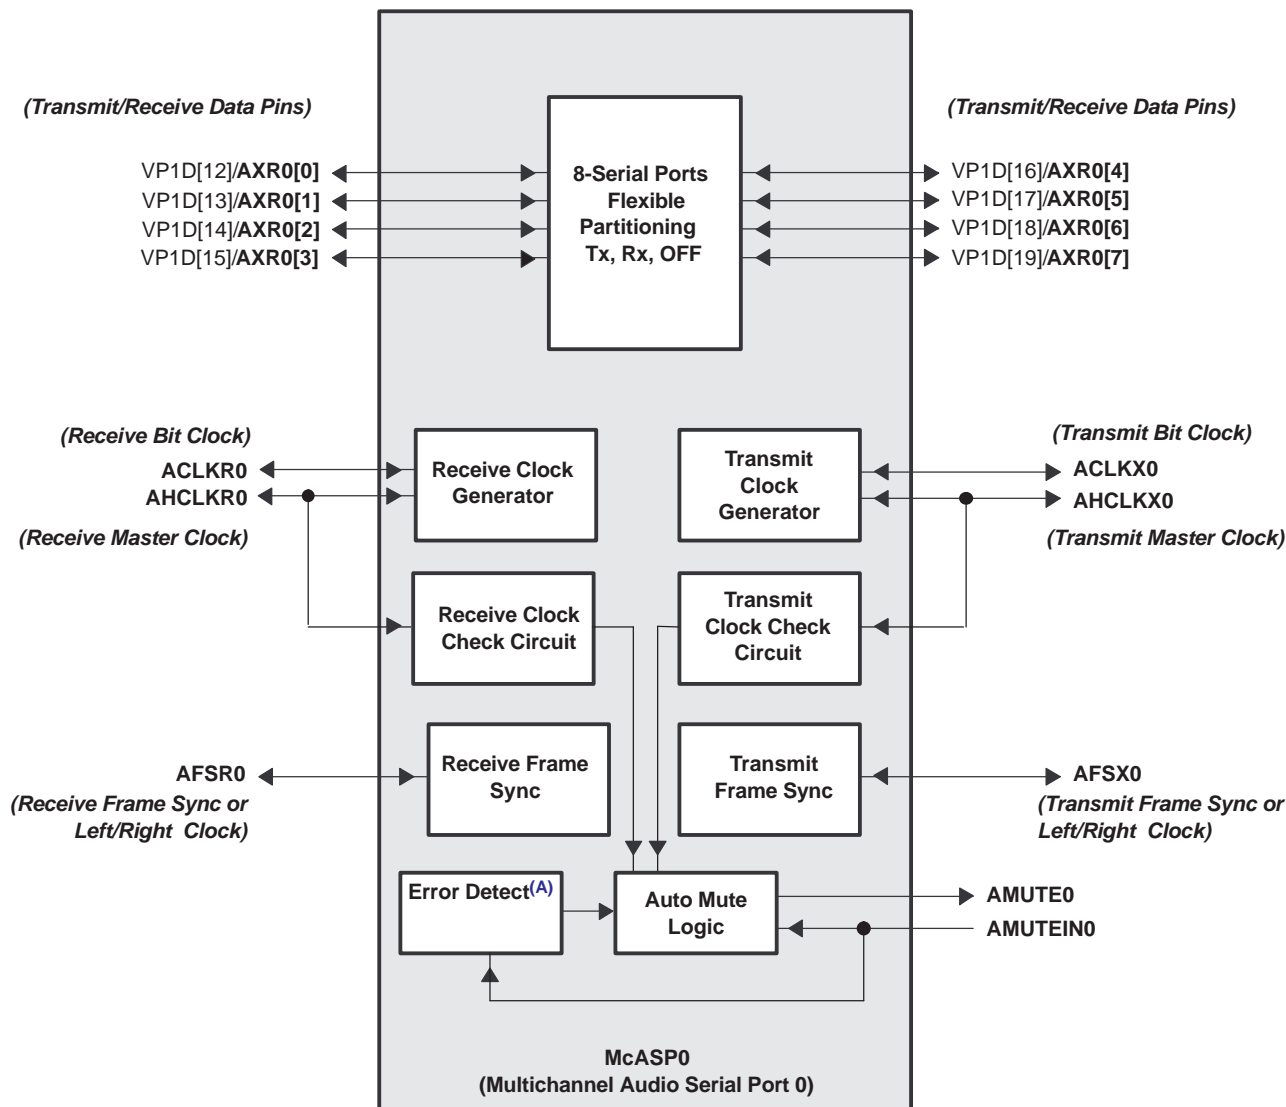 (Transmit/Receive Data Pins)
VP1D[12]/AXR0[0]
VP1D[13]/AXR0[1]
VP1D[14]/AXR0[2]
VP1D[15]/AXR0[3]
8-Serial Ports
Flexible
Partitioning
Tx, Rx, OFF
(Transmit/Receive Data Pins)
VP1D[16]/AXR0[4]
VP1D[17]/AXR0[5]
VP1D[18]/AXR0[6]
VP1D[19]/AXR0[7]
(Receive Bit Clock)
ACLKR0
AHCLKR0
(Receive Master Clock)
Receive Clock
Generator
Transmit
Clock
Generator
(Transmit Bit Clock)
ACLKX0
AHCLKX0
(Transmit Master Clock)
Receive Clock
Check Circuit
Transmit
Clock Check
Circuit
AFSR0
(Receive Frame Sync or
Left/Right Clock)
Receive Frame
Sync
Transmit
Frame Sync
AFSX0
(Transmit Frame Sync or
Left/Right Clock)
Error Detect(A)
Auto Mute
Logic
AMUTE0
AMUTEIN0
McASP0
(Multichannel Audio Serial Port 0)